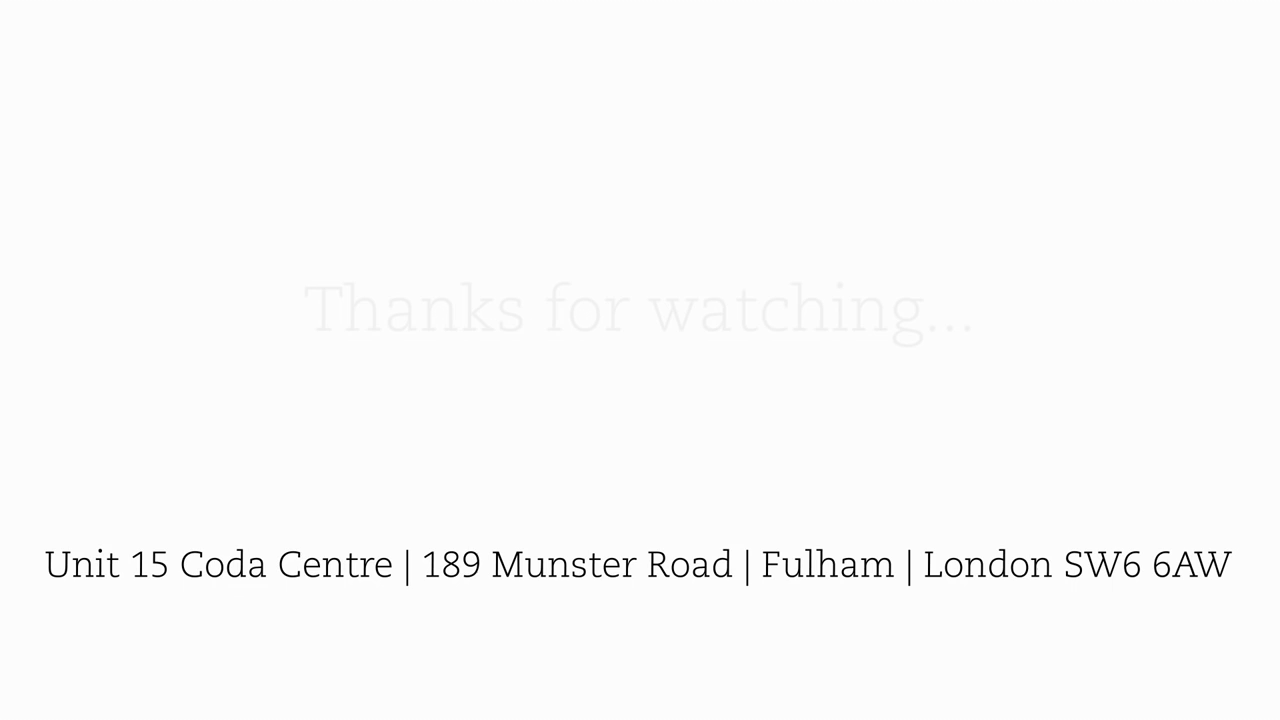 Thanks for watching...
Unit 15 Coda Centre | 189 Munster Road | Fulham | London SW6 6AW